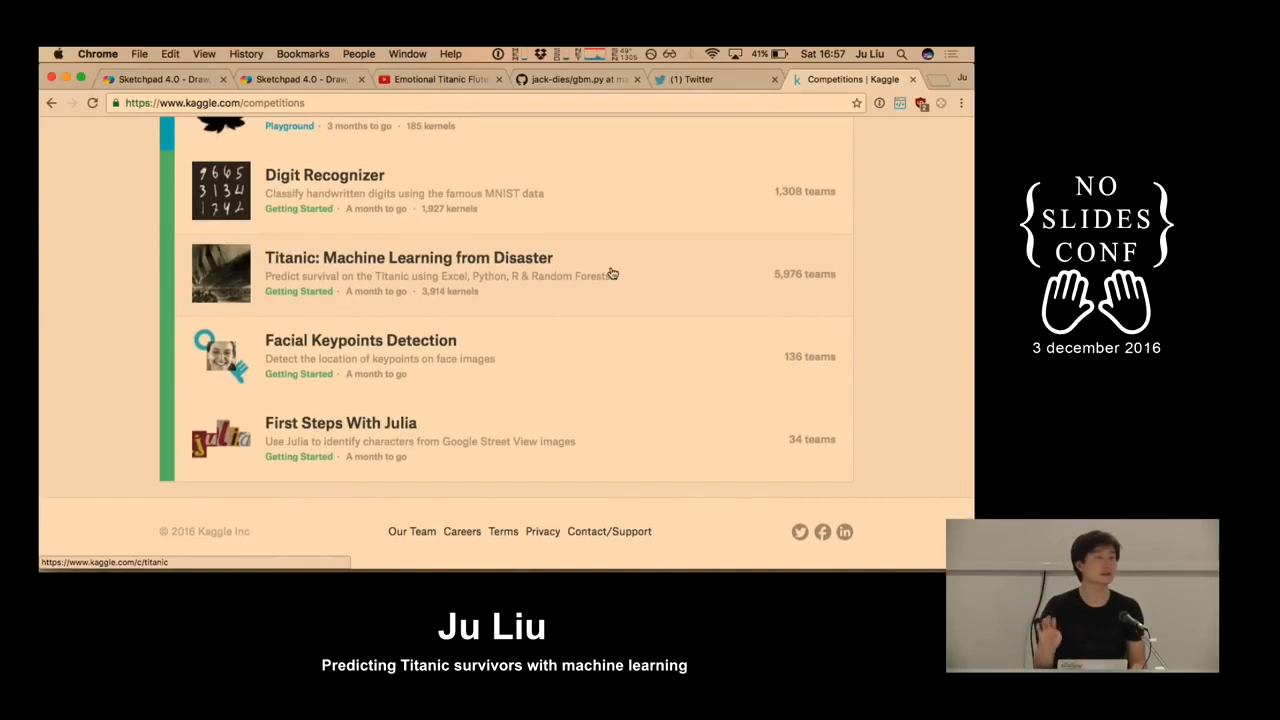 Chrome File Edit View History Bookmarks People Window Help
41% Sat 16:57 Ju Liu
Sketchpad 4.0 - Draw,
Sketchpad 4.0 - Draw,
Emotional Titanic Flute
jack-dies/gbm.py at ma
(1) Twitter
Competitions | Kaggle
Ju
https://www.kaggle.com/competitions
Playground · 3 months to go · 185 kernels
Digit Recognizer
Classify handwritten digits using the famous MNIST data
Getting Started · A month to go · 1,927 kernels
1,308 teams
Titanic: Machine Learning from Disaster
Predict survival on the Titanic using Excel, Python, R & Random Forests
Getting Started · A month to go · 3,914 kernels
5,976 teams
Facial Keypoints Detection
Detect the location of keypoints on face images
Getting Started · A month to go
136 teams
julia
First Steps With Julia
Use Julia to identify characters from Google Street View images
Getting Started · A month to go
34 teams
© 2016 Kaggle Inc
Our Team Careers Terms Privacy Contact/Support
https://www.kaggle.com/c/titanic
NO
SLIDES
CONF
3 december 2016
Ju Liu
Predicting Titanic survivors with machine learning